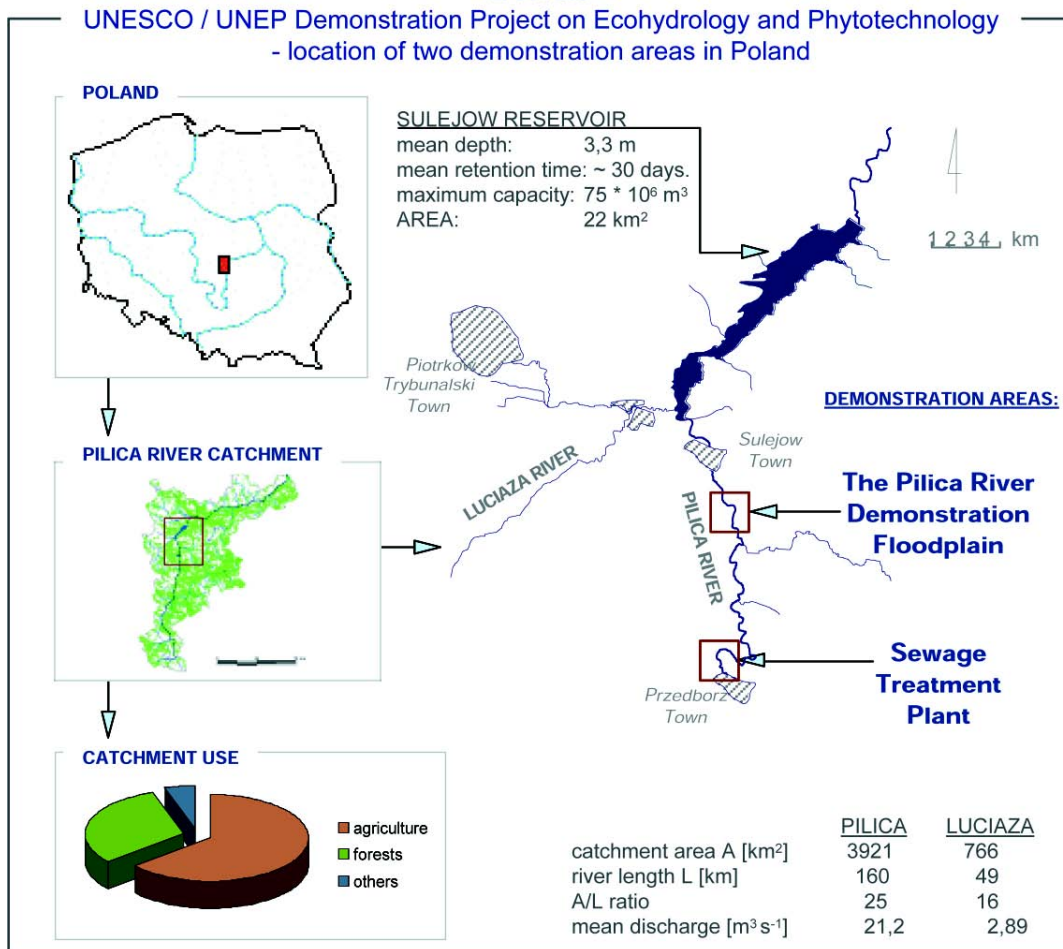 UNESCO / UNEP Demonstration Project on Ecohydrology and Phytotechnology
- location of two demonstration areas in Poland
POLAND
SULEJOW RESERVOIR
mean depth: 3,3 m
mean retention time: ~ 30 days.
maximum capacity: 75 * 10⁶ m³
AREA: 22 km²
1 2 3 4 km
Piotrkow
Trybunalski
Town
DEMONSTRATION AREAS:
Sulejow
Town
LUCIAZA RIVER
PILICA RIVER
The Pilica River
Demonstration
Floodplain
Sewage
Treatment
Plant
Przedborz
Town
PILICA RIVER CATCHMENT
CATCHMENT USE
agriculture
forests
others
PILICA LUCIAZA
catchment area A [km²] 3921 766
river length L [km] 160 49
A/L ratio 25 16
mean discharge [m³ s⁻¹] 21,2 2,89